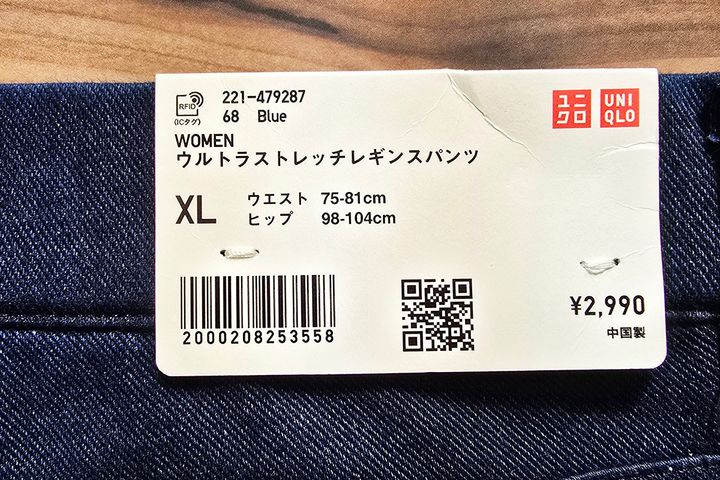 221-479287
ユニクロ
UNIQLO
RFID
(ICタグ)
68 Blue
WOMEN
ウルトラストレッチレギンスパンツ
XL
ウエスト 75-81cm
ヒップ 98-104cm
2000208253558
¥2,990
中国製